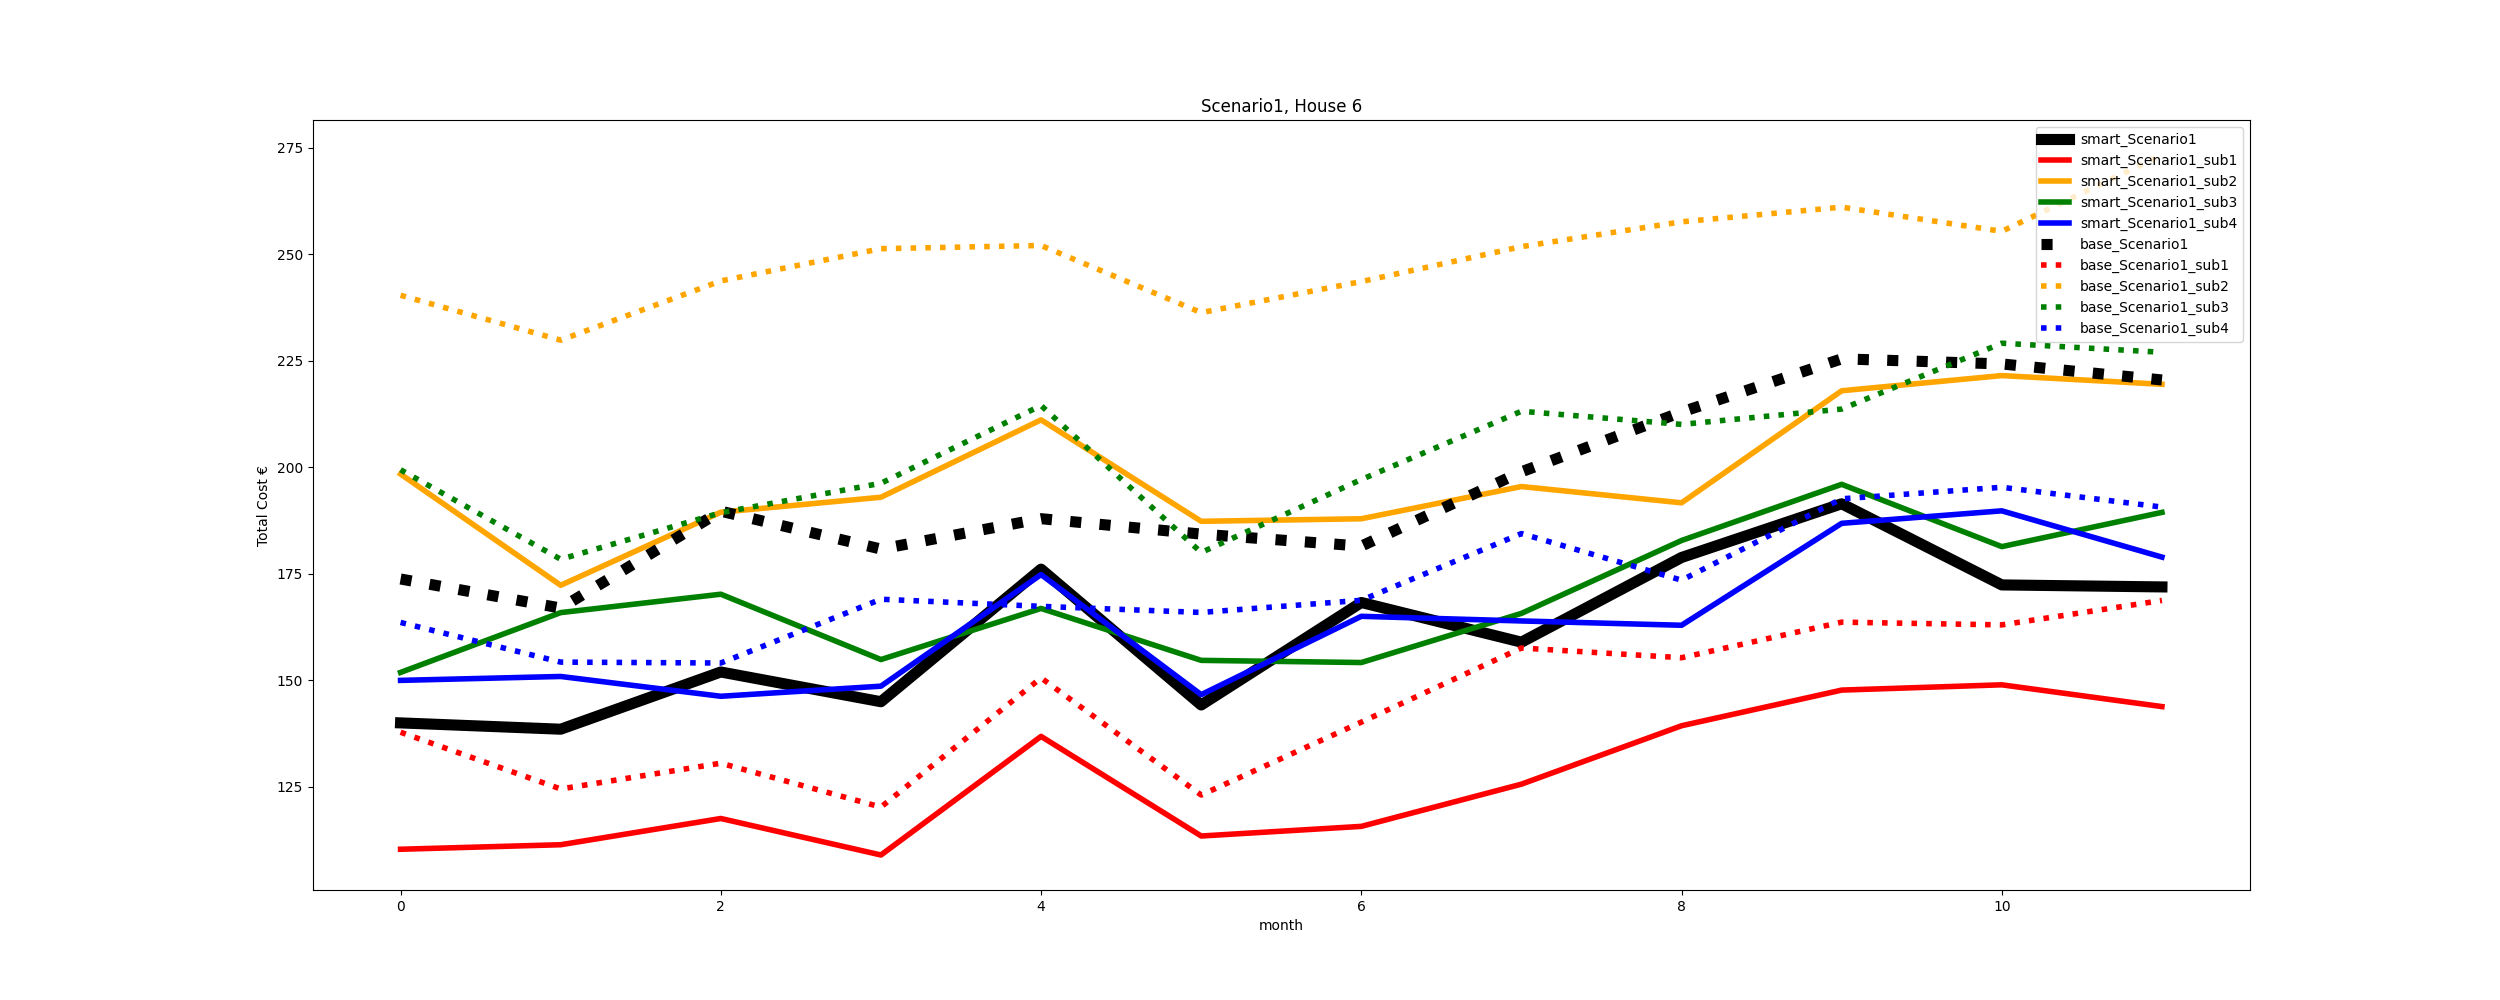 Scenario1, House 6
275
250
225
200
175
150
125
Total Cost €
smart_Scenario1
smart_Scenario1_sub1
smart_Scenario1_sub2
smart_Scenario1_sub3
smart_Scenario1_sub4
base_Scenario1
base_Scenario1_sub1
base_Scenario1_sub2
base_Scenario1_sub3
base_Scenario1_sub4
0 2 4 6 8 10
month